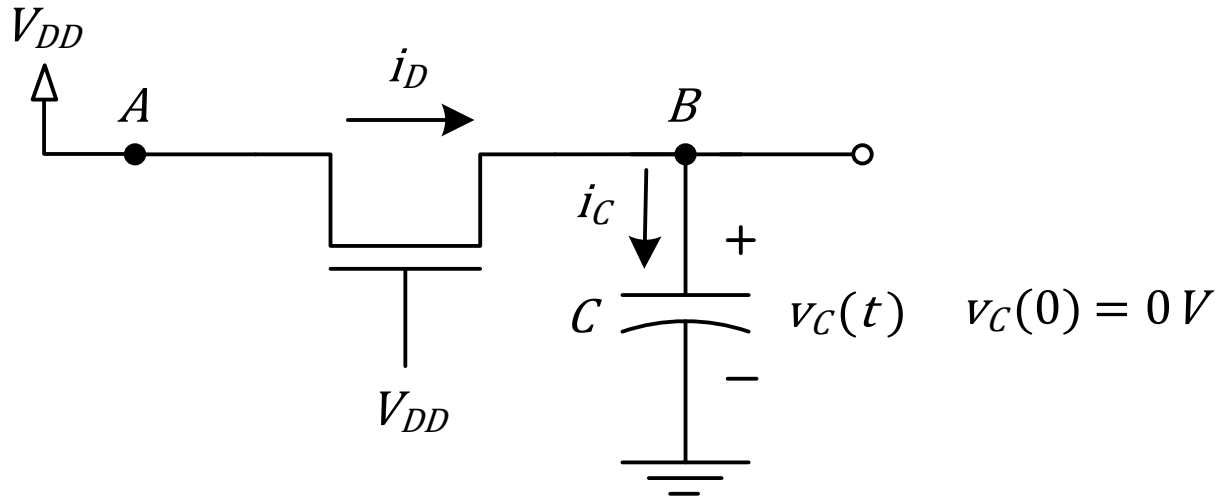 V_DD
A
i_D
B
i_C
+
C
v_C(t)
v_C(0) = 0 V
−
V_DD